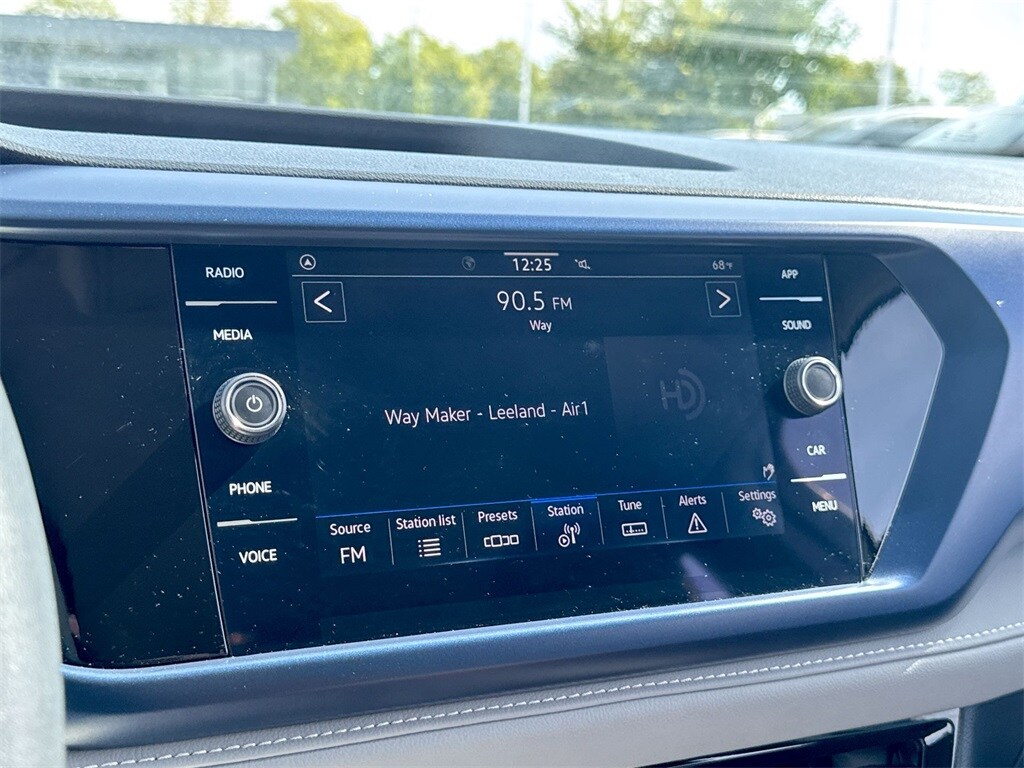 RADIO
MEDIA
PHONE
VOICE
12:25
68°F
90.5 FM
Way
HD
Way Maker - Leeland - Air1
Source
FM
Station list
Presets
Station
Tune
Alerts
Settings
APP
SOUND
CAR
MENU